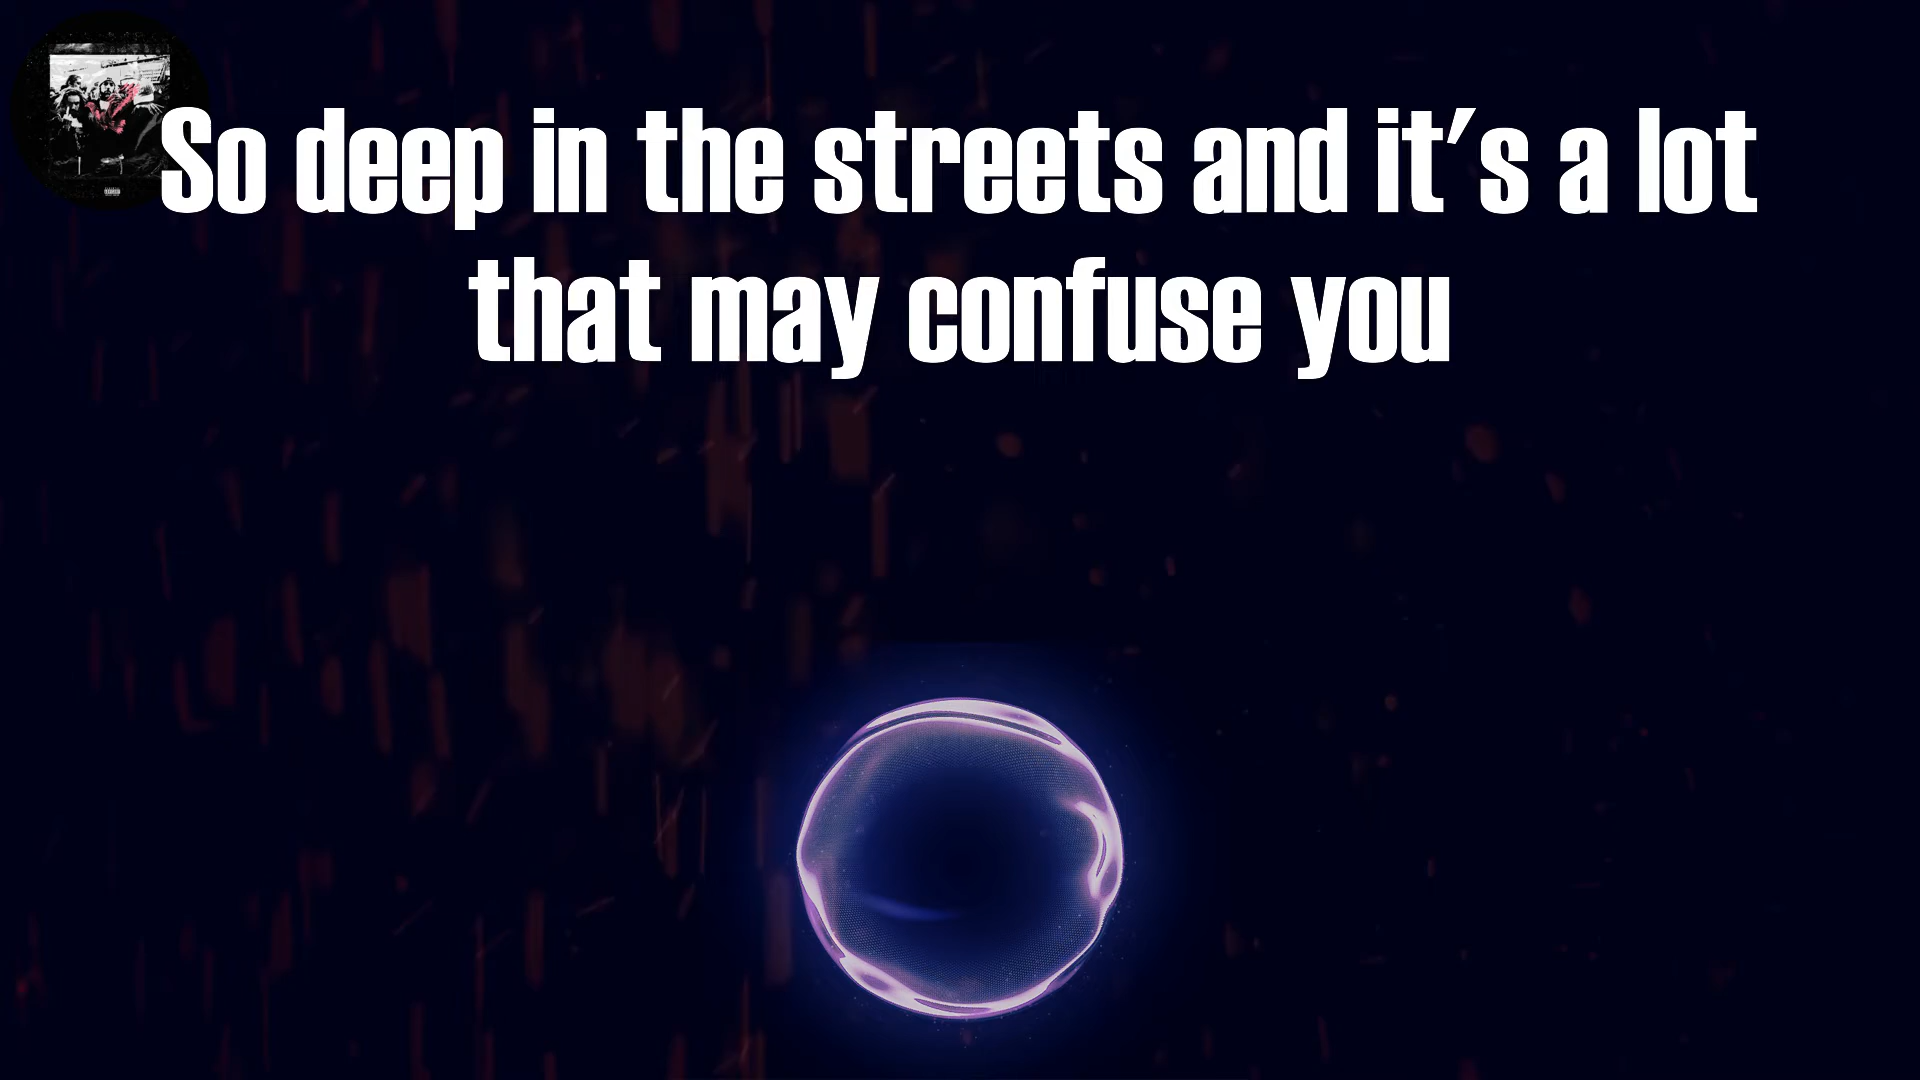 So deep in the streets and it's a lot
that may confuse you